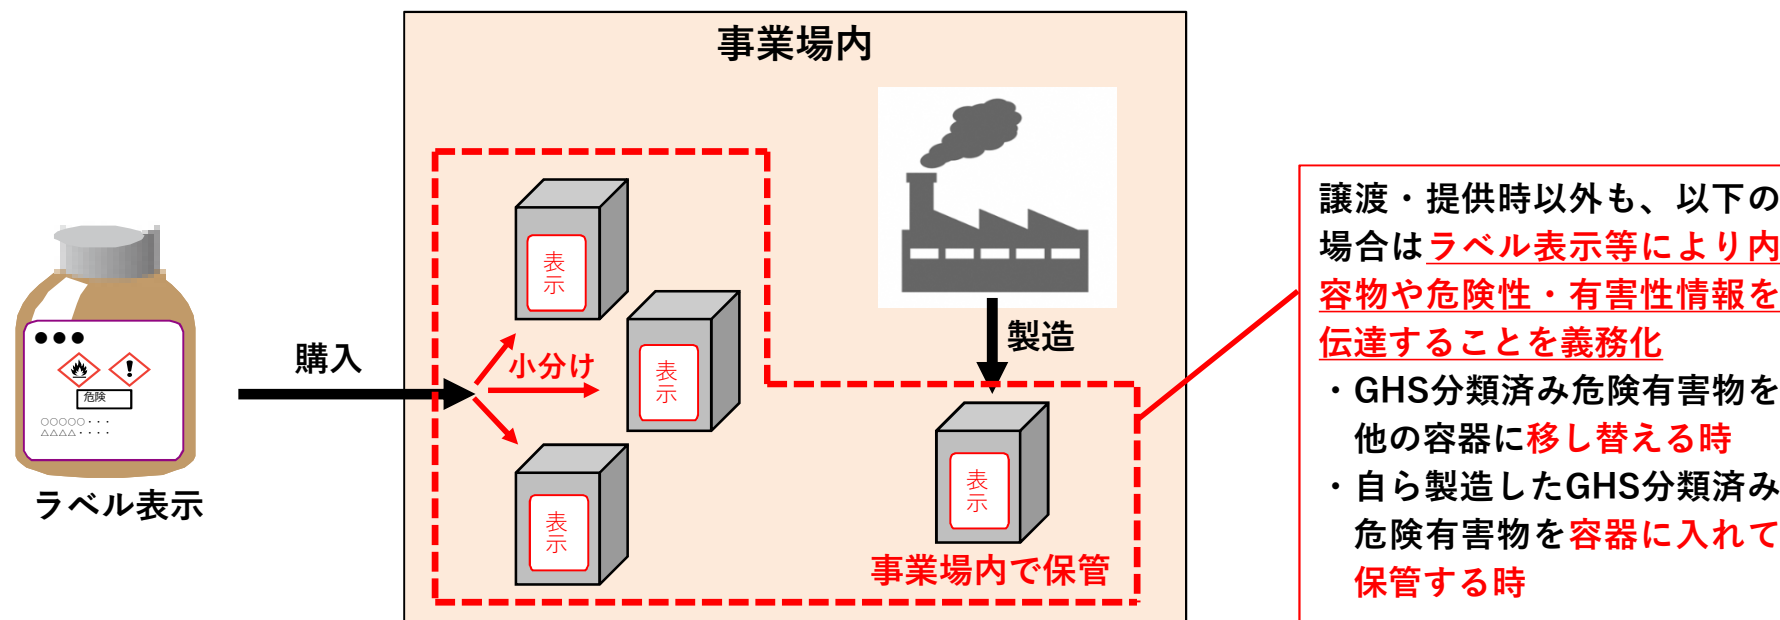 事業場内
●●●
危険
○○○○○・・・
△△△△・・・・
ラベル表示
購入
小分け
表示
表示
表示
製造
表示
事業場内で保管
譲渡・提供時以外も、以下の
場合はラベル表示等により内
容物や危険性・有害性情報を
伝達することを義務化
・GHS分類済み危険有害物を
他の容器に移し替える時
・自ら製造したGHS分類済み
危険有害物を容器に入れて
保管する時